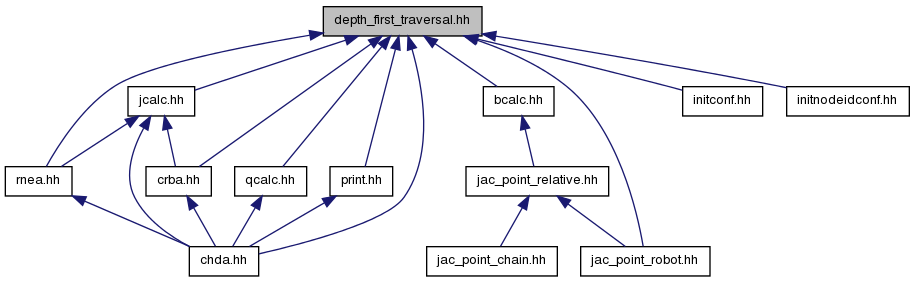 depth_first_traversal.hh
jcalc.hh
bcalc.hh
initconf.hh
initnodeidconf.hh
rnea.hh
crba.hh
qcalc.hh
print.hh
jac_point_relative.hh
chda.hh
jac_point_chain.hh
jac_point_robot.hh